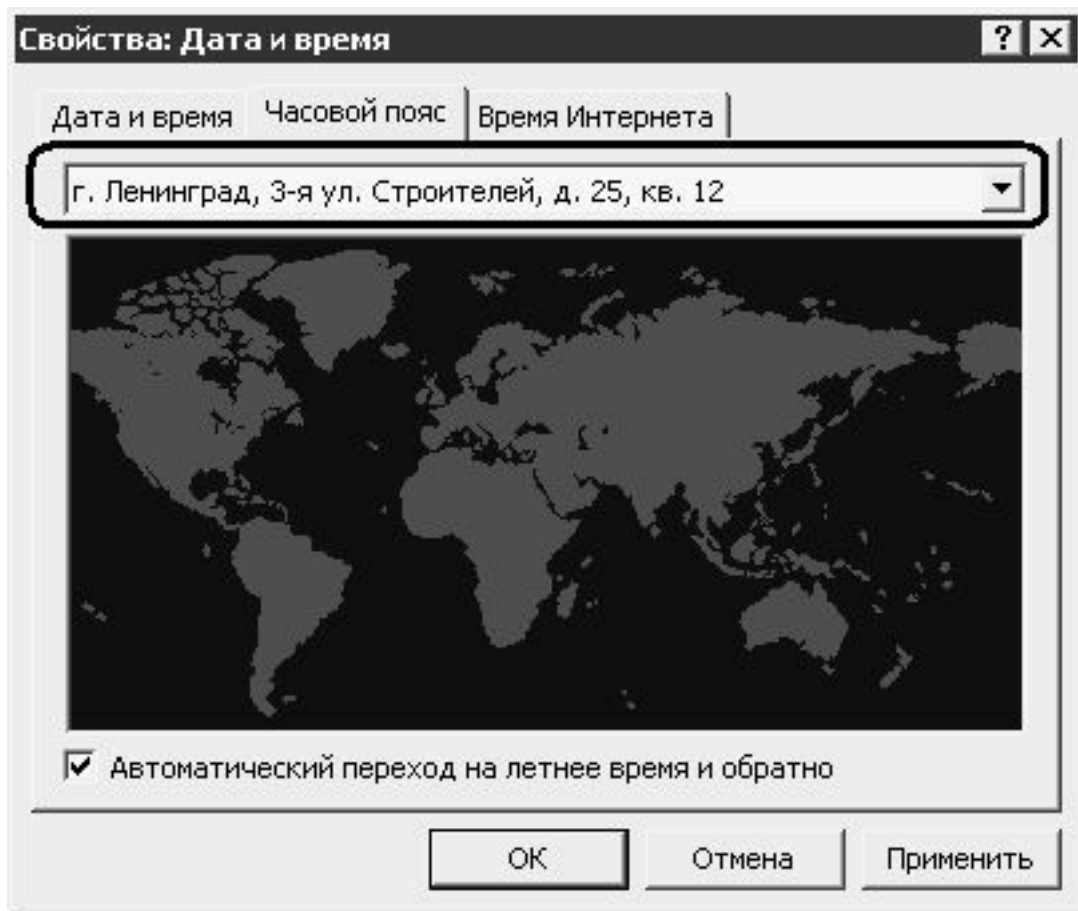 Свойства: Дата и время
Дата и время Часовой пояс Время Интернета
г. Ленинград, 3-я ул. Строителей, д. 25, кв. 12
Автоматический переход на летнее время и обратно
ОК Отмена Применить